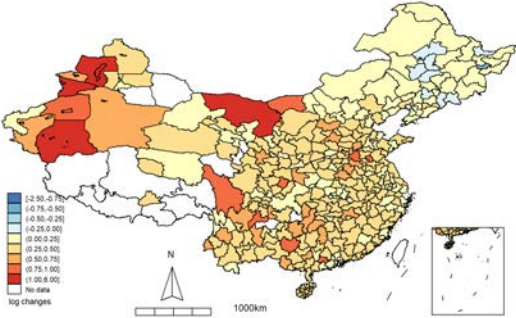 [-2.50,-0.75]
(-0.75,-0.50]
(-0.50,-0.25]
(-0.25,0.00]
(0.00,0.25]
(0.25,0.50]
(0.50,0.75]
(0.75,1.00]
(1.00,6.00]
No data
log changes
N
1000km